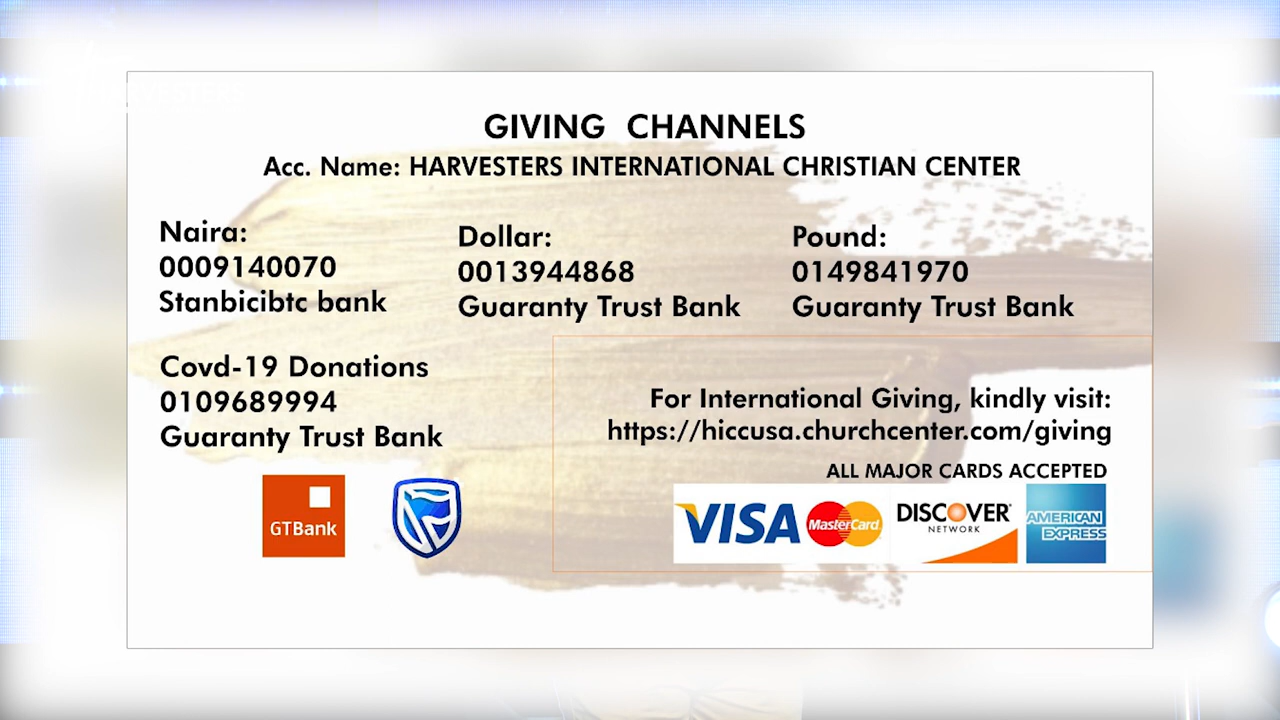 HARVESTERS
GIVING CHANNELS
Acc. Name: HARVESTERS INTERNATIONAL CHRISTIAN CENTER
Naira:
0009140070
Stanbicibtc bank
Dollar:
0013944868
Guaranty Trust Bank
Pound:
0149841970
Guaranty Trust Bank
Covd-19 Donations
0109689994
Guaranty Trust Bank
GTBank
For International Giving, kindly visit:
https://hiccusa.churchcenter.com/giving
ALL MAJOR CARDS ACCEPTED
VISA
MasterCard
DISCOVER
NETWORK
AMERICAN
EXPRESS